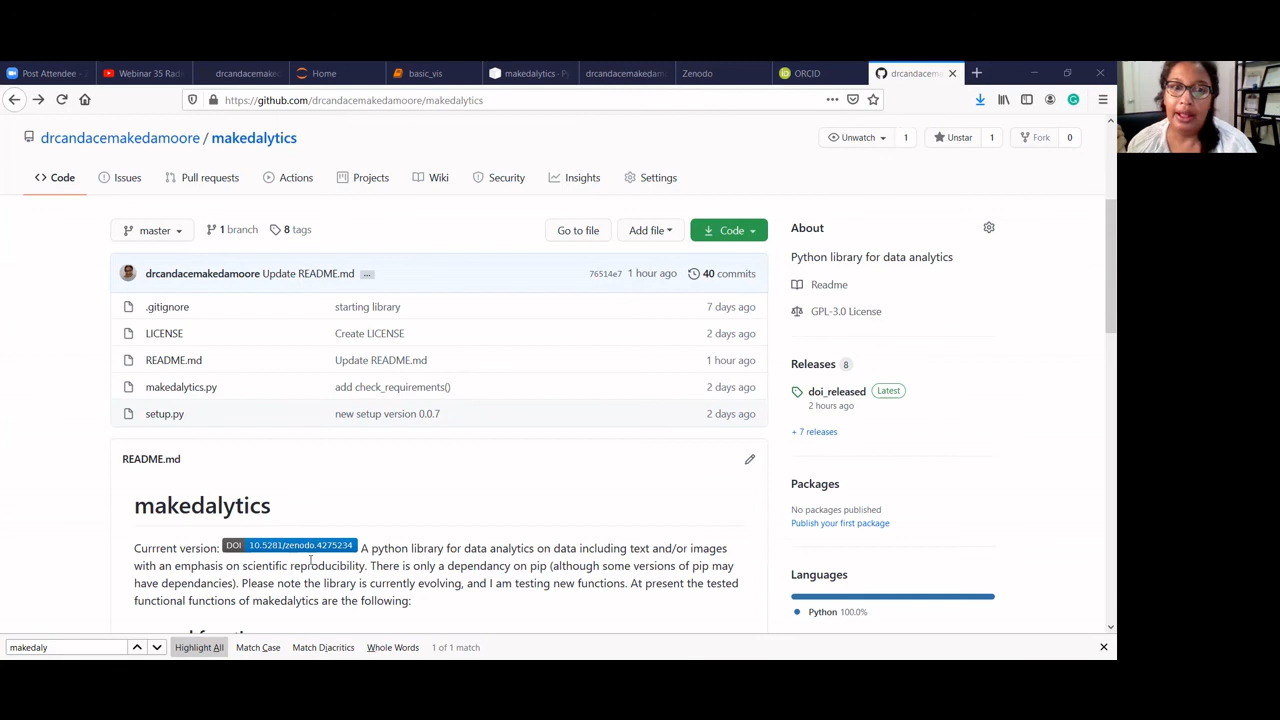 Post Attendee - Z
Webinar 35 Radi
drcandacemakeda
Home
basic_vis
makedalytics · Py
drcandacemakedam
Zenodo
ORCID
drcandacemakeda
https://github.com/drcandacemakedamoore/makedalytics
drcandacemakedamoore / makedalytics
Unwatch 1
Unstar 1
Fork 0
Code
Issues
Pull requests
Actions
Projects
Wiki
Security
Insights
Settings
master
1 branch
8 tags
Go to file
Add file
Code
drcandacemakedamoore Update README.md ...
76514e7 1 hour ago
40 commits
.gitignore starting library 7 days ago
LICENSE Create LICENSE 2 days ago
README.md Update README.md 1 hour ago
makedalytics.py add check_requirements() 2 days ago
setup.py new setup version 0.0.7 2 days ago
README.md
makedalytics
Currrent version: DOI 10.5281/zenodo.4275234 A python library for data analytics on data including text and/or images
with an emphasis on scientific reproducibility. There is only a dependancy on pip (although some versions of pip may
have dependancies). Please note the library is currently evolving, and I am testing new functions. At present the tested
functional functions of makedalytics are the following:
About
Python library for data analytics
Readme
GPL-3.0 License
Releases 8
doi_released Latest
2 hours ago
+ 7 releases
Packages
No packages published
Publish your first package
Languages
Python 100.0%
makedaly
Highlight All
Match Case
Match Diacritics
Whole Words
1 of 1 match